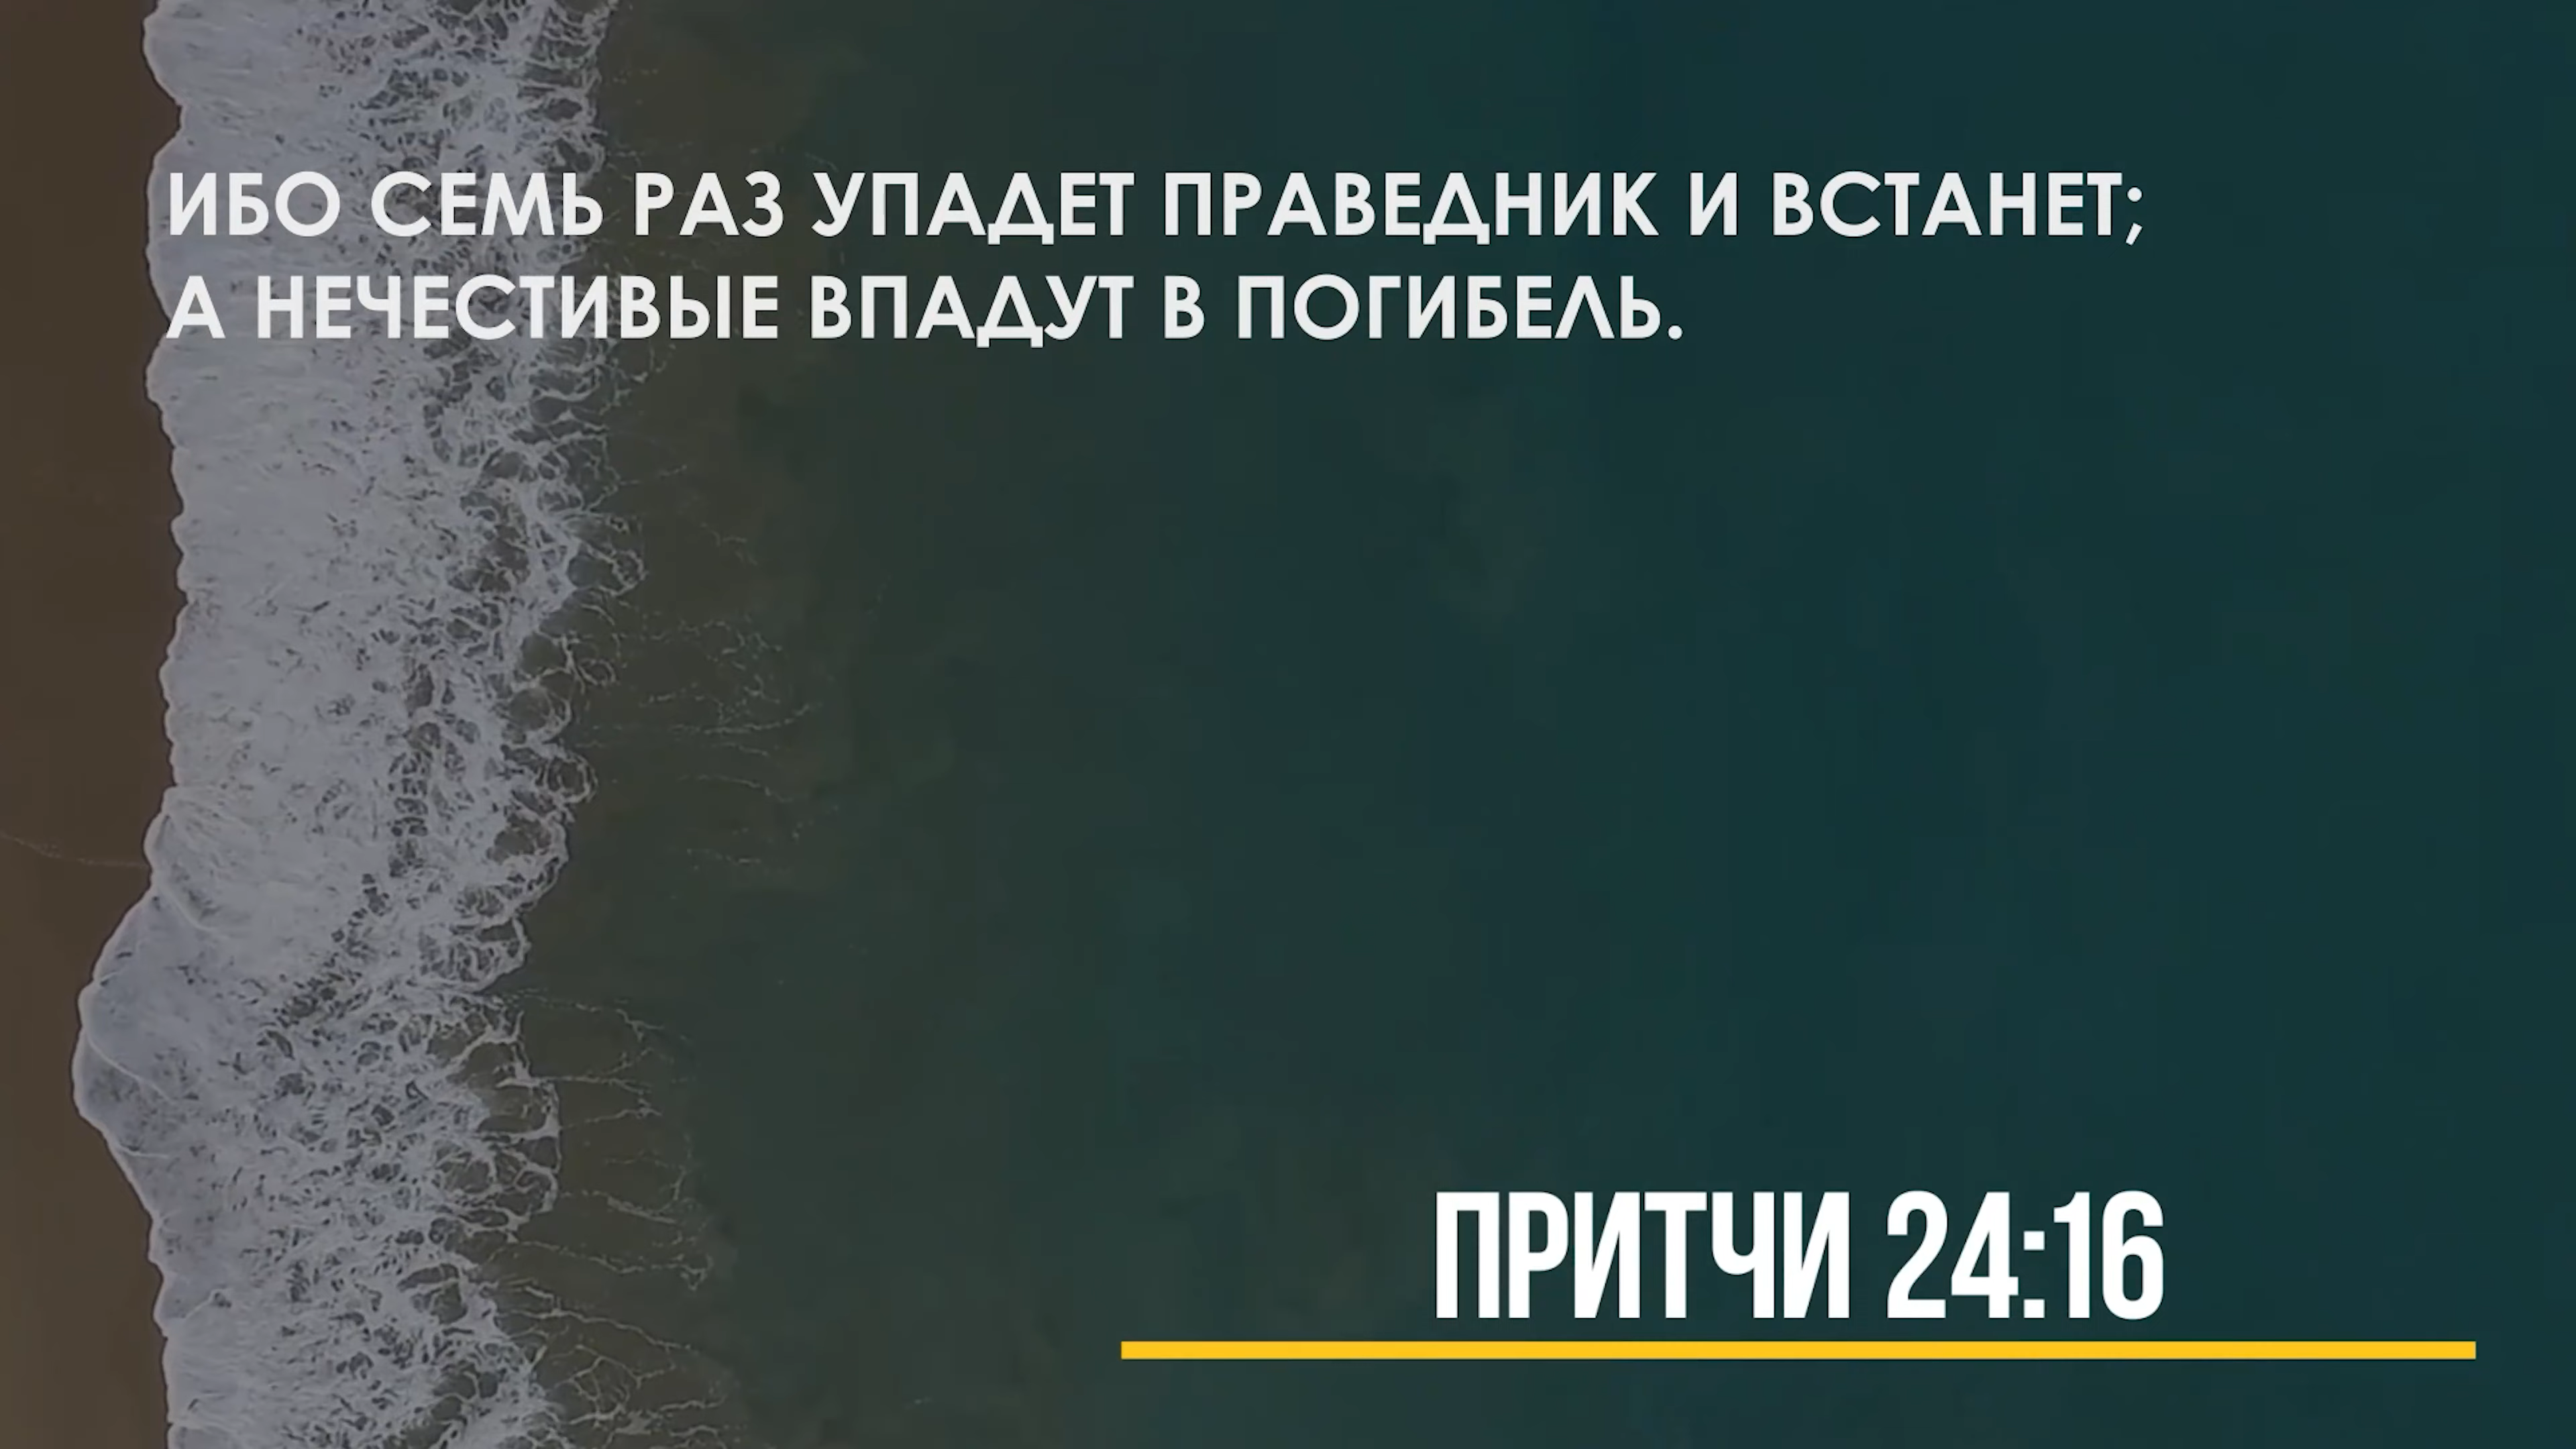 ИБО СЕМЬ РАЗ УПАДЕТ ПРАВЕДНИК И ВСТАНЕТ;
А НЕЧЕСТИВЫЕ ВПАДУТ В ПОГИБЕЛЬ.
ПРИТЧИ 24:16